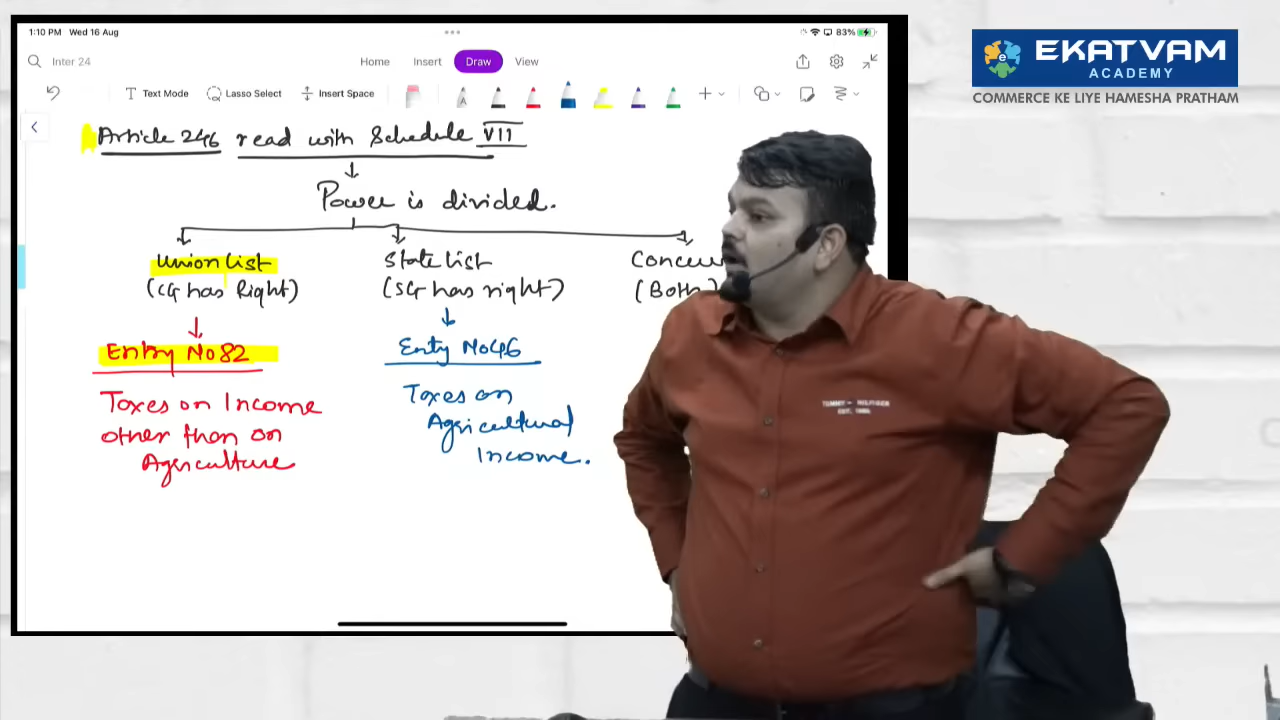 1:10 PM Wed 16 Aug
83%
Inter 24
Home Insert Draw View
Text Mode Lasso Select Insert Space
Article 246 read with Schedule VII
Power is divided.
Union List State List
(CG has Right) (SG has right) (Both)
Entry No 82 Entry No 46
Taxes on Income
other than on
Agriculture
Taxes on
Agricultural
Income.
EKATVAM
ACADEMY
COMMERCE KE LIYE HAMESHA PRATHAM
TOMMY HILFIGER